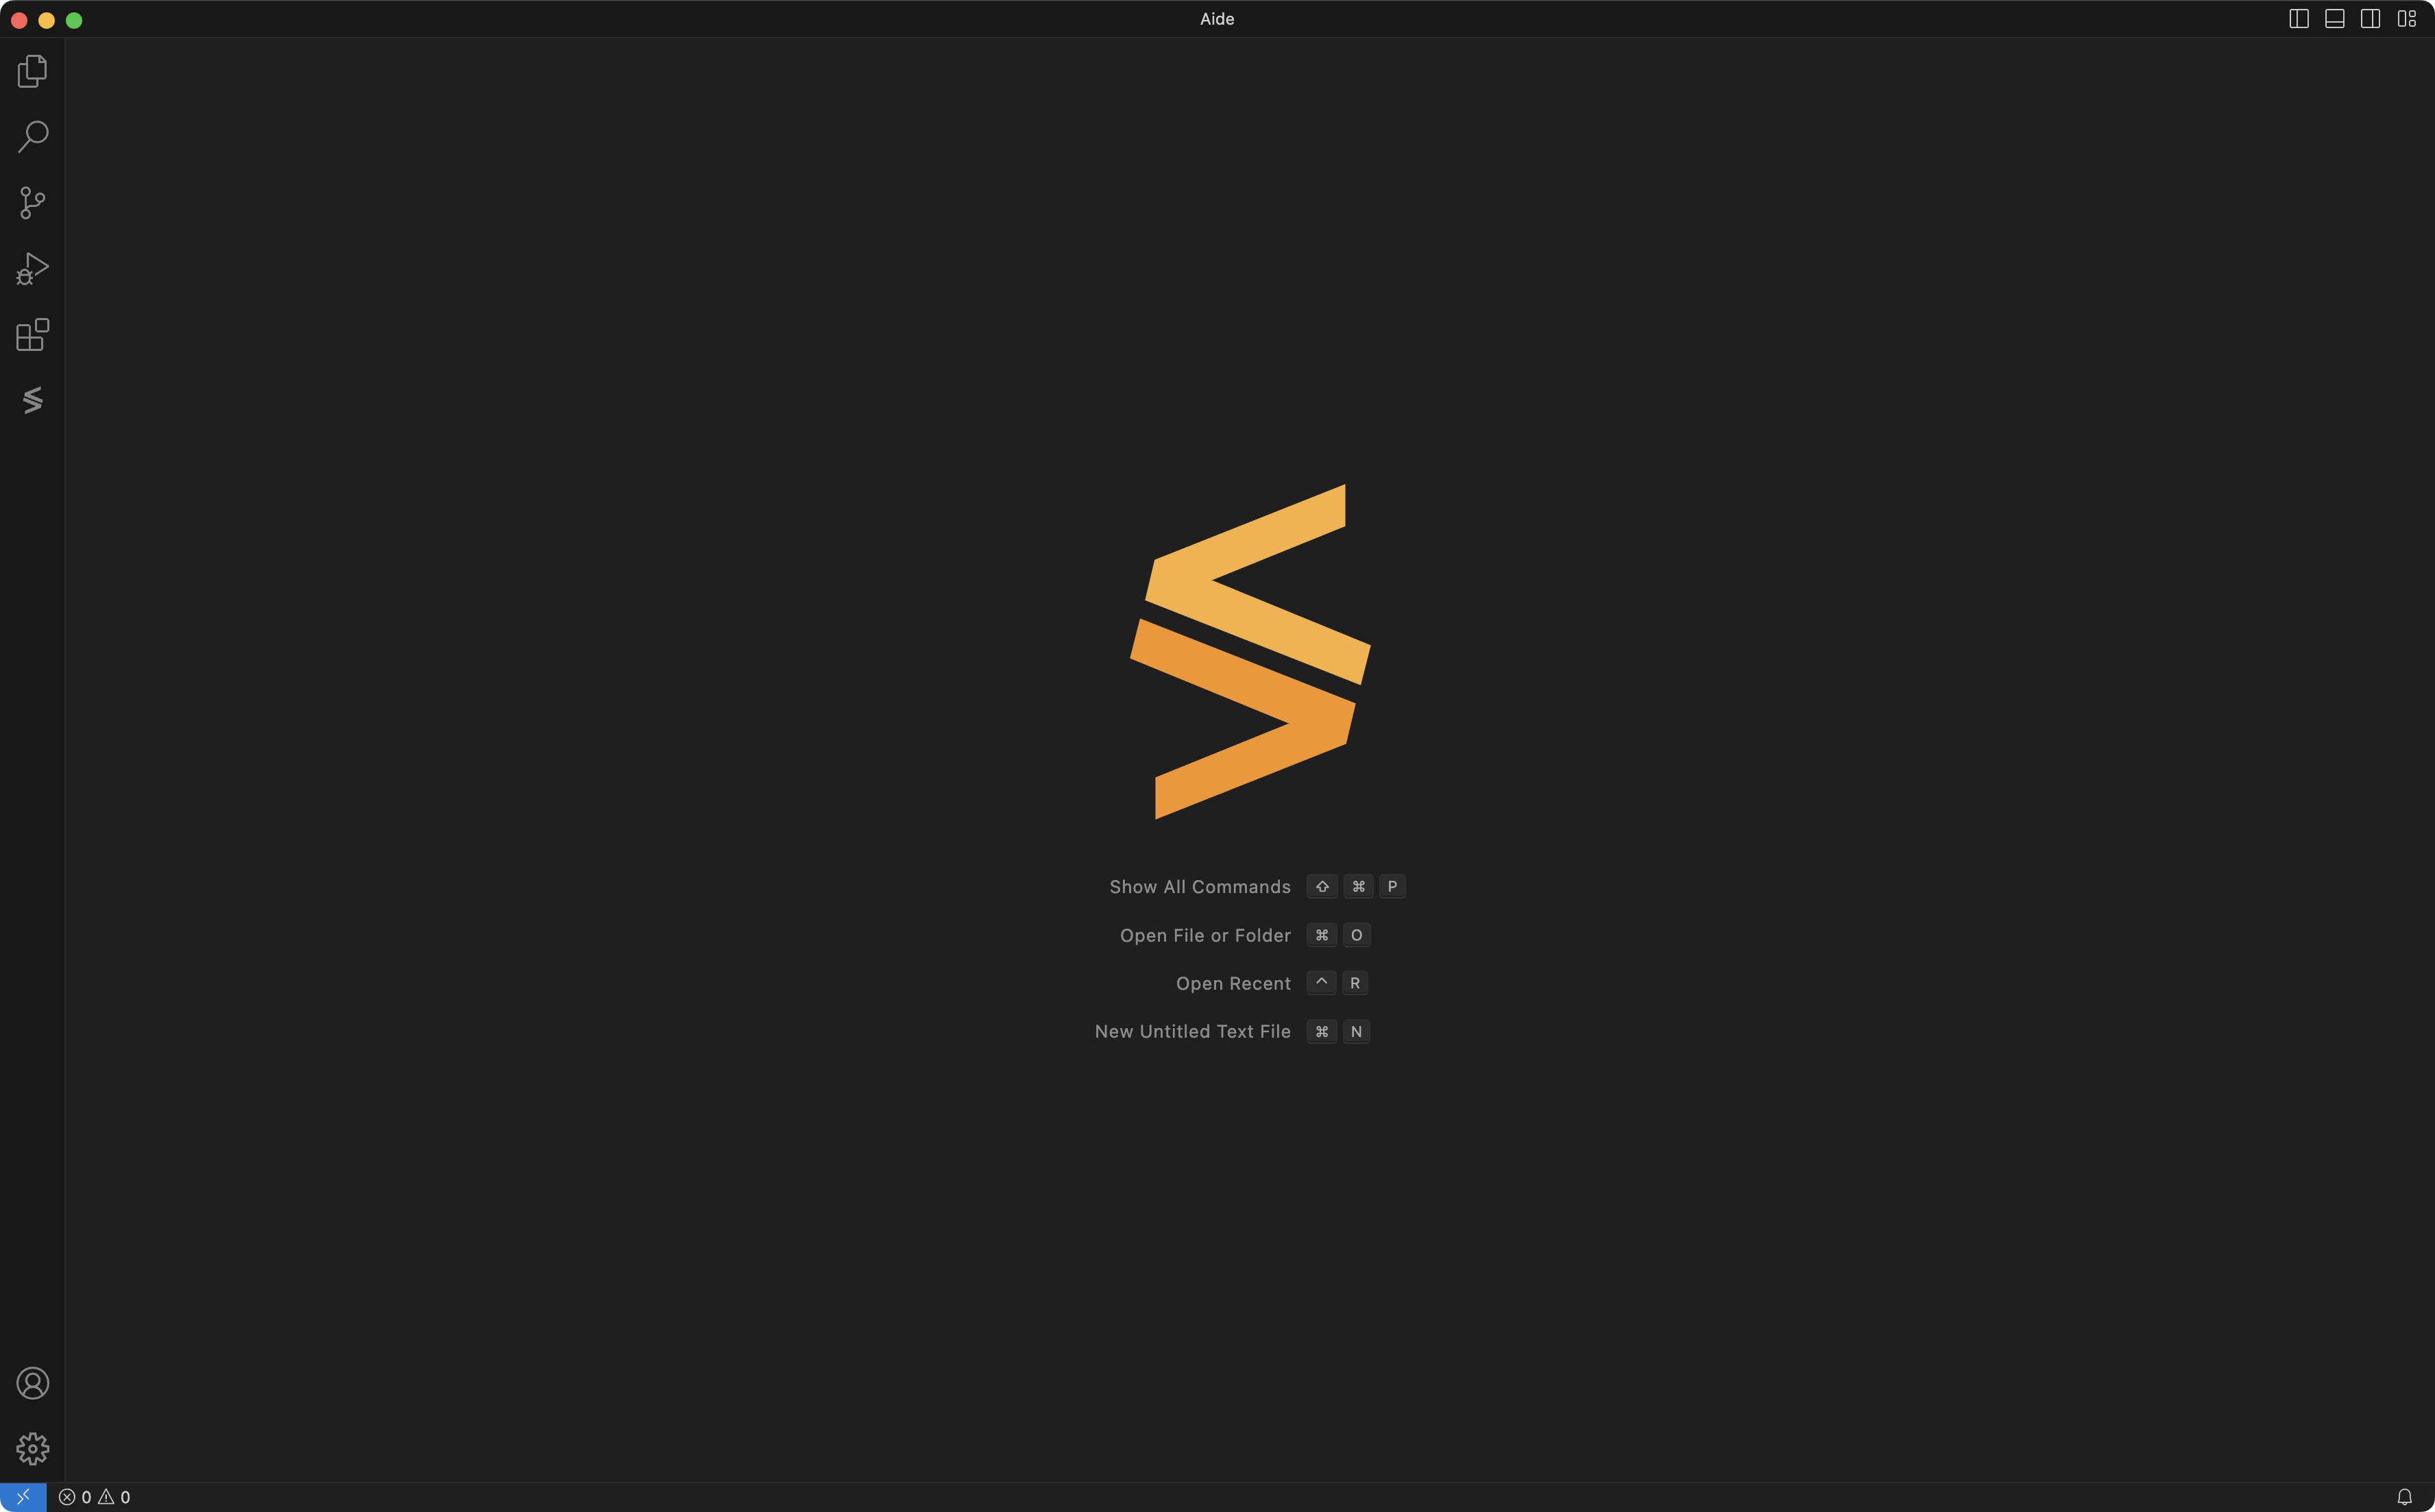 Aide
Show All Commands ⇧ ⌘ P
Open File or Folder ⌘ O
Open Recent ^ R
New Untitled Text File ⌘ N
0 0